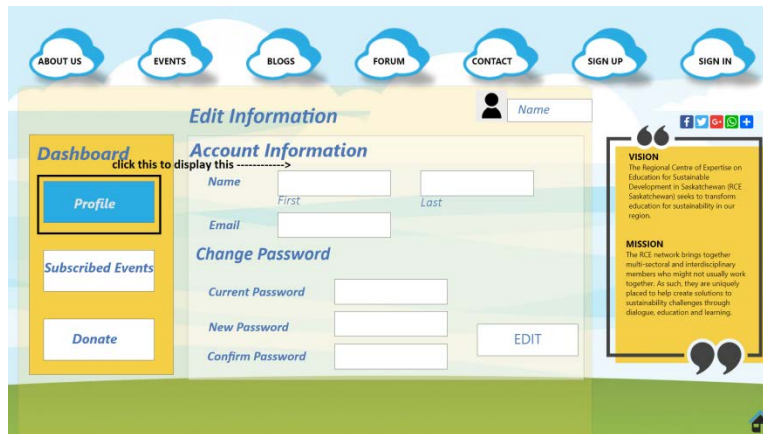 ABOUT US
EVENTS
BLOGS
FORUM
CONTACT
SIGN UP
SIGN IN
Edit Information
Name
Dashboard
click this to display this ------------>
Profile
Subscribed Events
Donate
Account Information
Name
First
Last
Email
Change Password
Current Password
New Password
Confirm Password
EDIT
VISION
The Regional Centre of Expertise on
Education for Sustainable
Development in Saskatchewan (RCE
Saskatchewan) seeks to transform
education for sustainability in our
region.
MISSION
The RCE network brings together
multi-sectoral and interdisciplinary
members who might not usually work
together. As such, they are uniquely
placed to help create solutions to
sustainability challenges through
dialogue, education and learning.